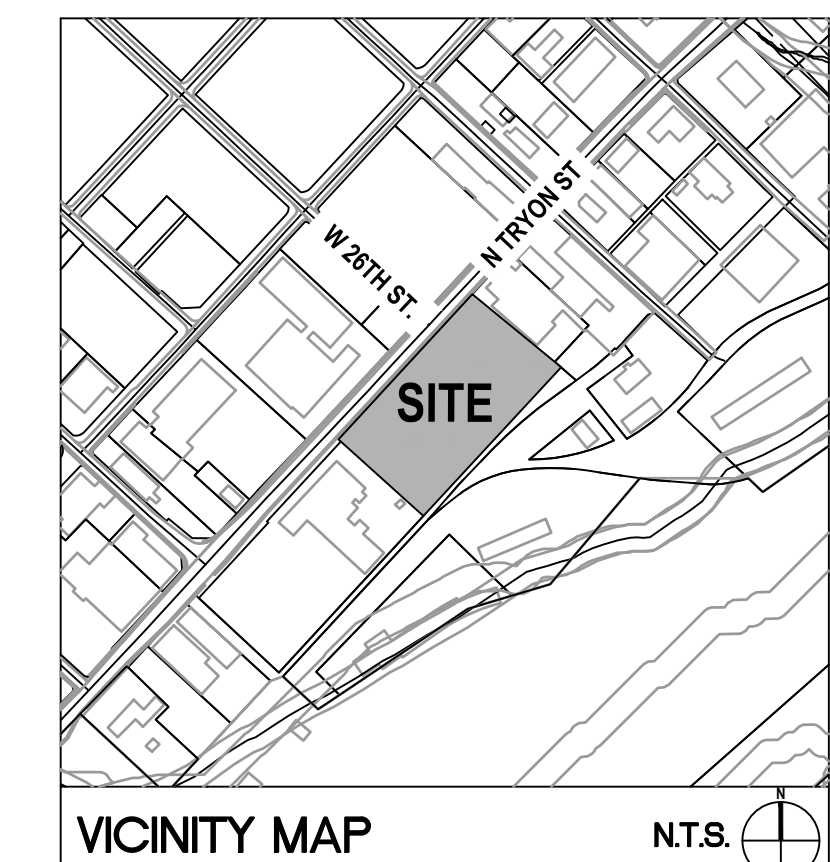 N TRYON ST
W 26TH ST.
SITE
VICINITY MAP
N.T.S.
N